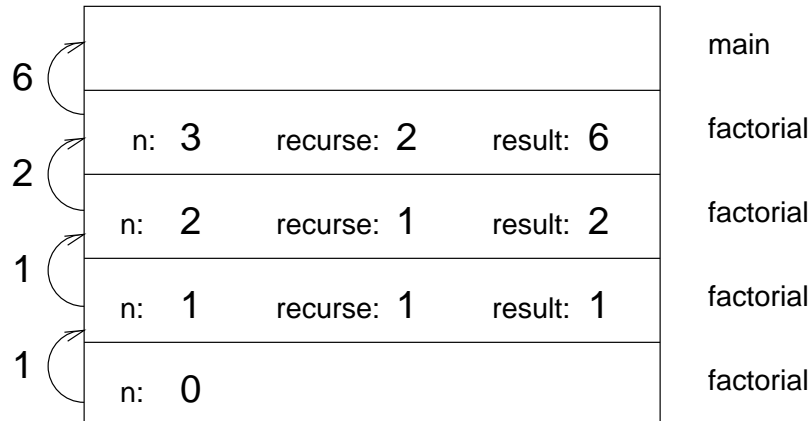 main
6
n: 3 recurse: 2 result: 6 factorial
2
n: 2 recurse: 1 result: 2 factorial
1
n: 1 recurse: 1 result: 1 factorial
1
n: 0 factorial